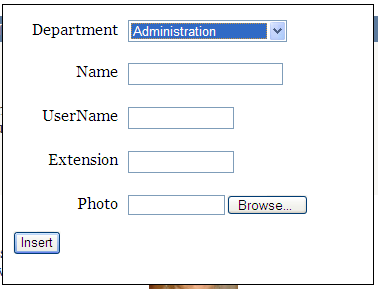 Department Administration
Name
UserName
Extension
Photo Browse...
Insert